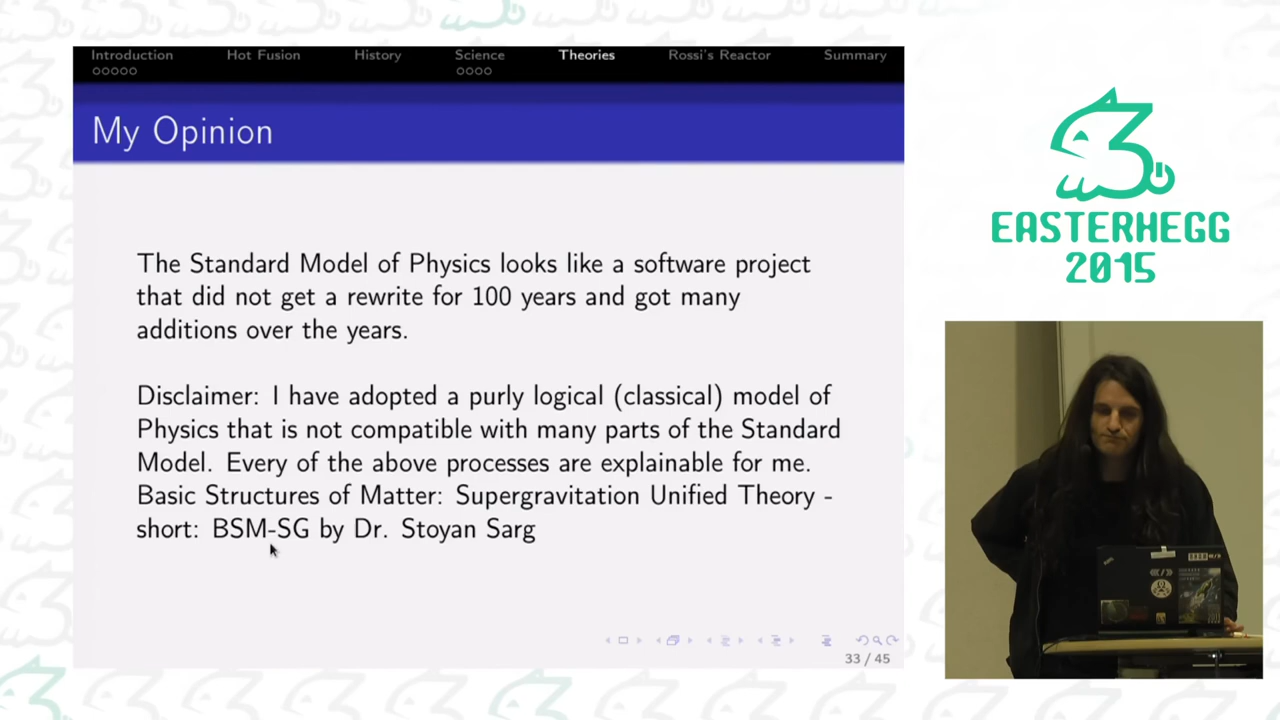 Introduction Hot Fusion History Science Theories Rossi's Reactor Summary
My Opinion
The Standard Model of Physics looks like a software project
that did not get a rewrite for 100 years and got many
additions over the years.
Disclaimer: I have adopted a purly logical (classical) model of
Physics that is not compatible with many parts of the Standard
Model. Every of the above processes are explainable for me.
Basic Structures of Matter: Supergravitation Unified Theory -
short: BSM-SG by Dr. Stoyan Sarg
33 / 45
EASTERHEGG
2015